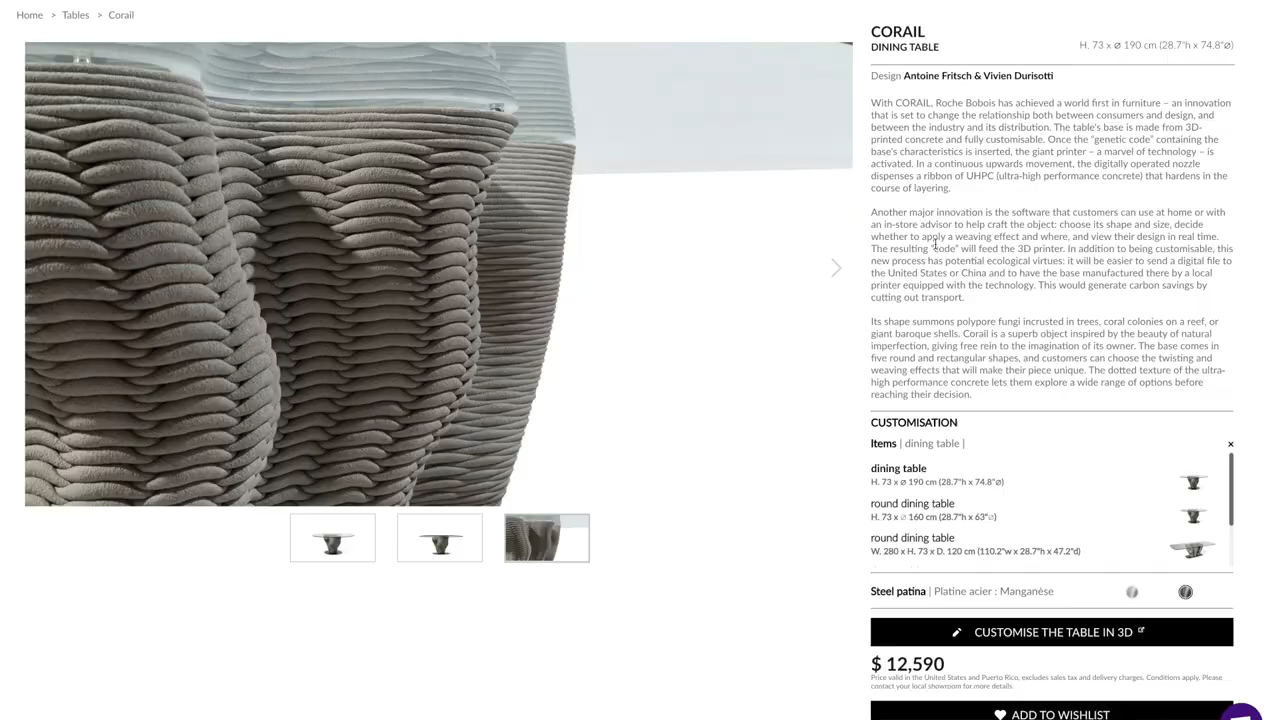 Home > Tables > Corail
CORAIL
DINING TABLE
H. 73 x ø 190 cm (28.7"h x 74.8"ø)
Design Antoine Fritsch & Vivien Durisotti
With CORAIL, Roche Bobois has achieved a world first in furniture – an innovation
that is set to change the relationship both between consumers and design, and
between the industry and its distribution. The table's base is made from 3D-
printed concrete and fully customisable. Once the “genetic code” containing the
base's characteristics is inserted, the giant printer – a marvel of technology – is
activated. In a continuous upwards movement, the digitally operated nozzle
dispenses a ribbon of UHPC (ultra-high performance concrete) that hardens in the
course of layering.
Another major innovation is the software that customers can use at home or with
an in-store advisor to help craft the object: choose its shape and size, decide
whether to apply a weaving effect and where, and view their design in real time.
The resulting “code” will feed the 3D printer. In addition to being customisable, this
new process has potential ecological virtues: it will be easier to send a digital file to
the United States or China and to have the base manufactured there by a local
printer equipped with the technology. This would generate carbon savings by
cutting out transport.
Its shape summons polypore fungi incrusted in trees, coral colonies on a reef, or
giant baroque shells. Corail is a superb object inspired by the beauty of natural
imperfection, giving free rein to the imagination of its owner. The base comes in
five round and rectangular shapes, and customers can choose the twisting and
weaving effects that will make their piece unique. The dotted texture of the ultra-
high performance concrete lets them explore a wide range of options before
reaching their decision.
CUSTOMISATION
Items | dining table |
dining table
H. 73 x ø 190 cm (28.7"h x 74.8"ø)
round dining table
H. 73 x ø 160 cm (28.7"h x 63"ø)
round dining table
W. 280 x H. 73 x D. 120 cm (110.2"w x 28.7"h x 47.2"d)
Steel patina | Platine acier : Manganèse
CUSTOMISE THE TABLE IN 3D
$ 12,590
Price valid in the United States and Puerto Rico, excludes sales tax and delivery charges. Conditions apply. Please
contact your local showroom for more details.
ADD TO WISHLIST